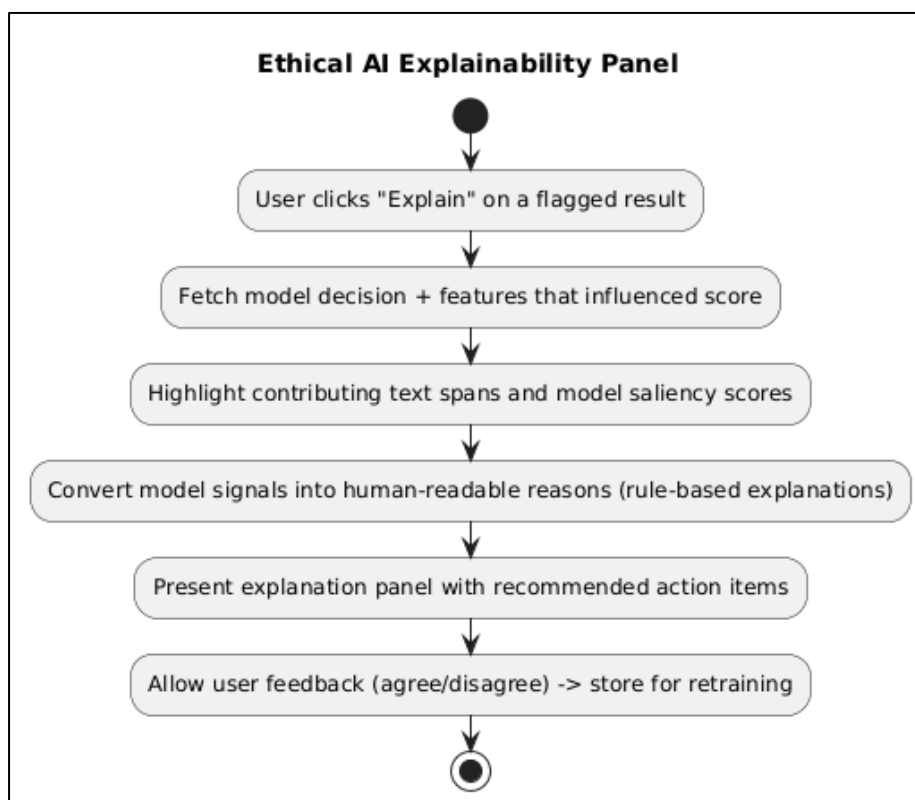 Ethical AI Explainability Panel
User clicks "Explain" on a flagged result
Fetch model decision + features that influenced score
Highlight contributing text spans and model saliency scores
Convert model signals into human-readable reasons (rule-based explanations)
Present explanation panel with recommended action items
Allow user feedback (agree/disagree) -> store for retraining